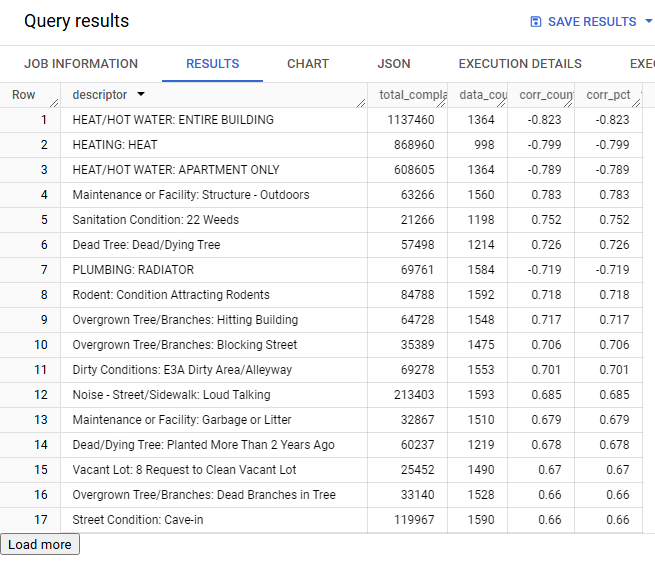 Query results
SAVE RESULTS
JOB INFORMATION RESULTS CHART JSON EXECUTION DETAILS EXEC
Row descriptor total_compla data_cou corr_coun corr_pct
1 HEAT/HOT WATER: ENTIRE BUILDING 1137460 1364 -0.823 -0.823
2 HEATING: HEAT 868960 998 -0.799 -0.799
3 HEAT/HOT WATER: APARTMENT ONLY 608605 1364 -0.789 -0.789
4 Maintenance or Facility: Structure - Outdoors 63266 1560 0.783 0.783
5 Sanitation Condition: 22 Weeds 21266 1198 0.752 0.752
6 Dead Tree: Dead/Dying Tree 57498 1214 0.726 0.726
7 PLUMBING: RADIATOR 69761 1584 -0.719 -0.719
8 Rodent: Condition Attracting Rodents 84788 1592 0.718 0.718
9 Overgrown Tree/Branches: Hitting Building 64728 1548 0.717 0.717
10 Overgrown Tree/Branches: Blocking Street 35389 1475 0.706 0.706
11 Dirty Conditions: E3A Dirty Area/Alleyway 69278 1553 0.701 0.701
12 Noise - Street/Sidewalk: Loud Talking 213403 1593 0.685 0.685
13 Maintenance or Facility: Garbage or Litter 32867 1510 0.679 0.679
14 Dead/Dying Tree: Planted More Than 2 Years Ago 60237 1219 0.678 0.678
15 Vacant Lot: 8 Request to Clean Vacant Lot 25452 1490 0.67 0.67
16 Overgrown Tree/Branches: Dead Branches in Tree 33140 1528 0.66 0.66
17 Street Condition: Cave-in 119967 1590 0.66 0.66
Load more